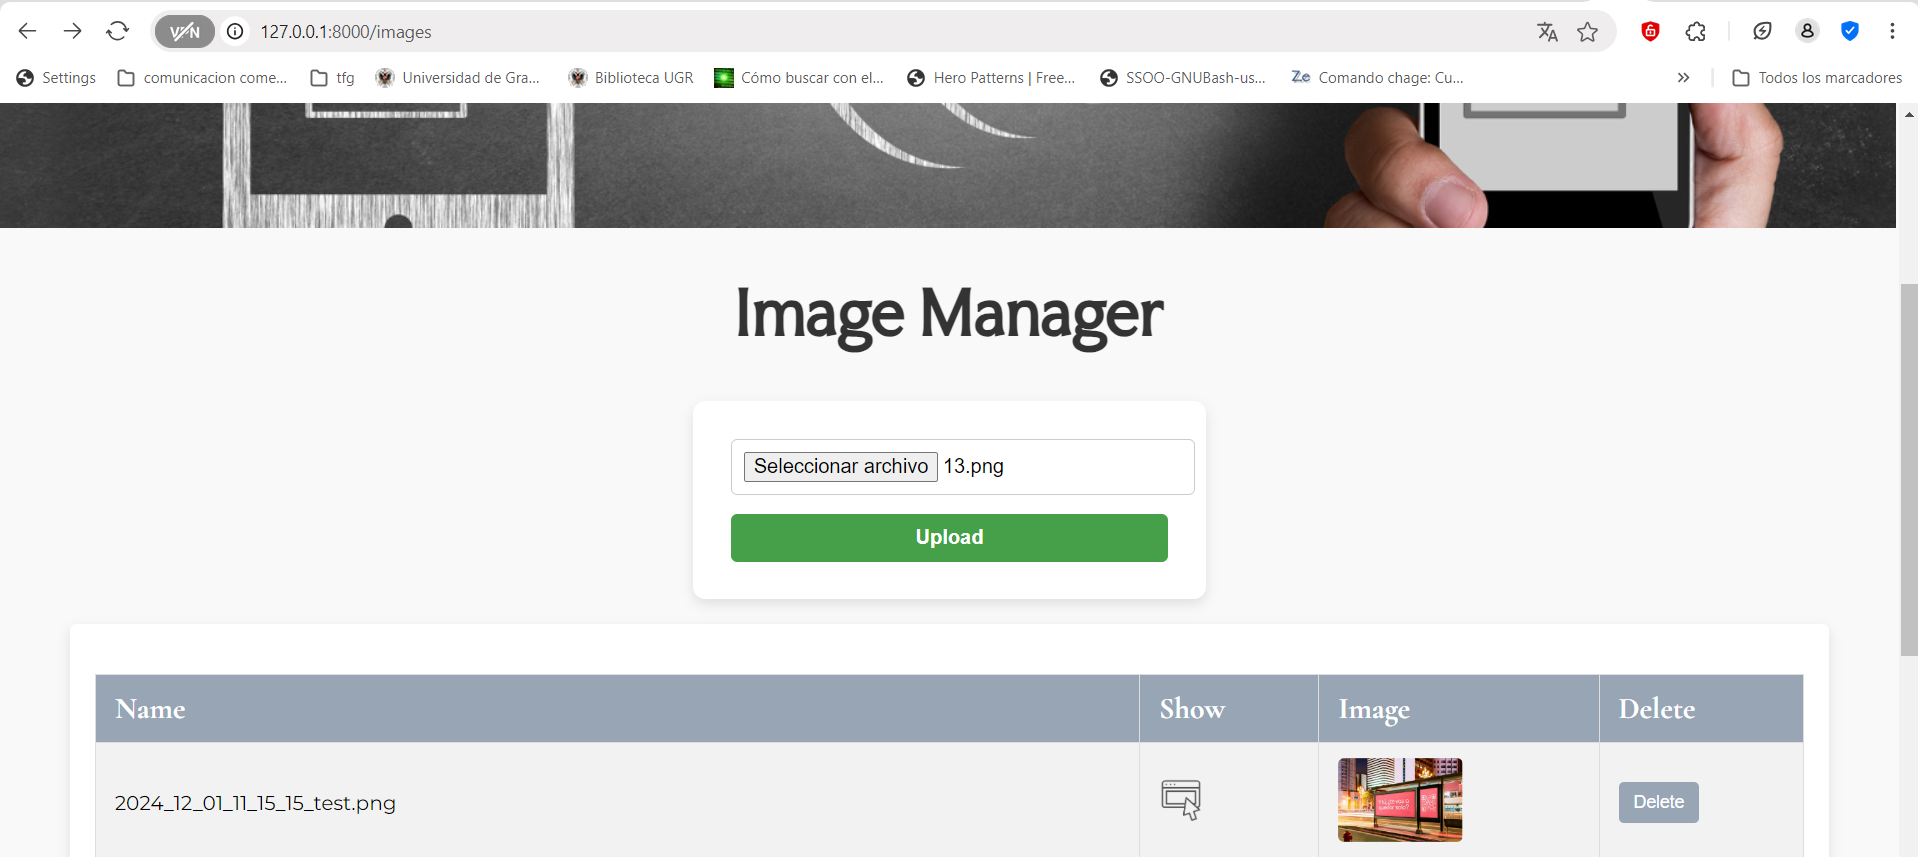 VPN
127.0.0.1:8000/images
Settings
comunicacion come...
tfg
Universidad de Gra...
Biblioteca UGR
Cómo buscar con el...
Hero Patterns | Free...
SSOO-GNUBash-us...
Ze
Comando chage: Cu...
Todos los marcadores
Image Manager
Seleccionar archivo 13.png
Upload
Name Show Image Delete
2024_12_01_11_15_15_test.png
Delete